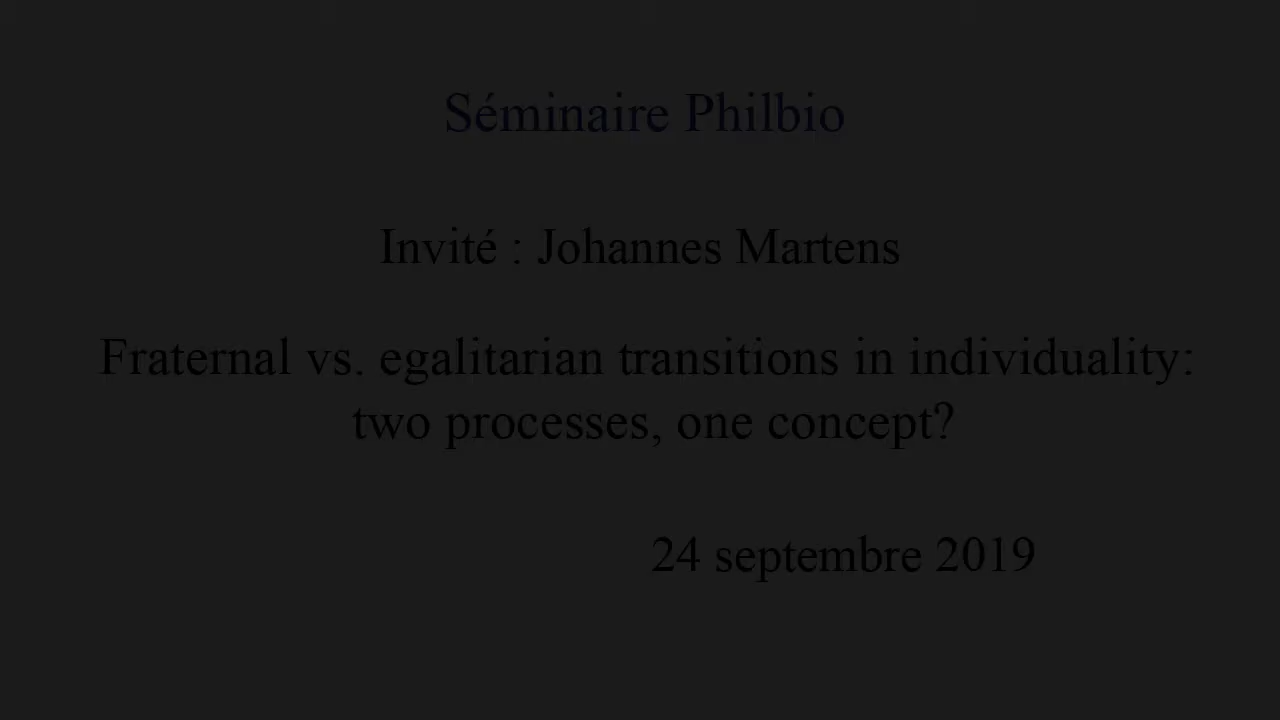 Séminaire Philbio
Invité : Johannes Martens
Fraternal vs. egalitarian transitions in individuality:
two processes, one concept?
24 septembre 2019